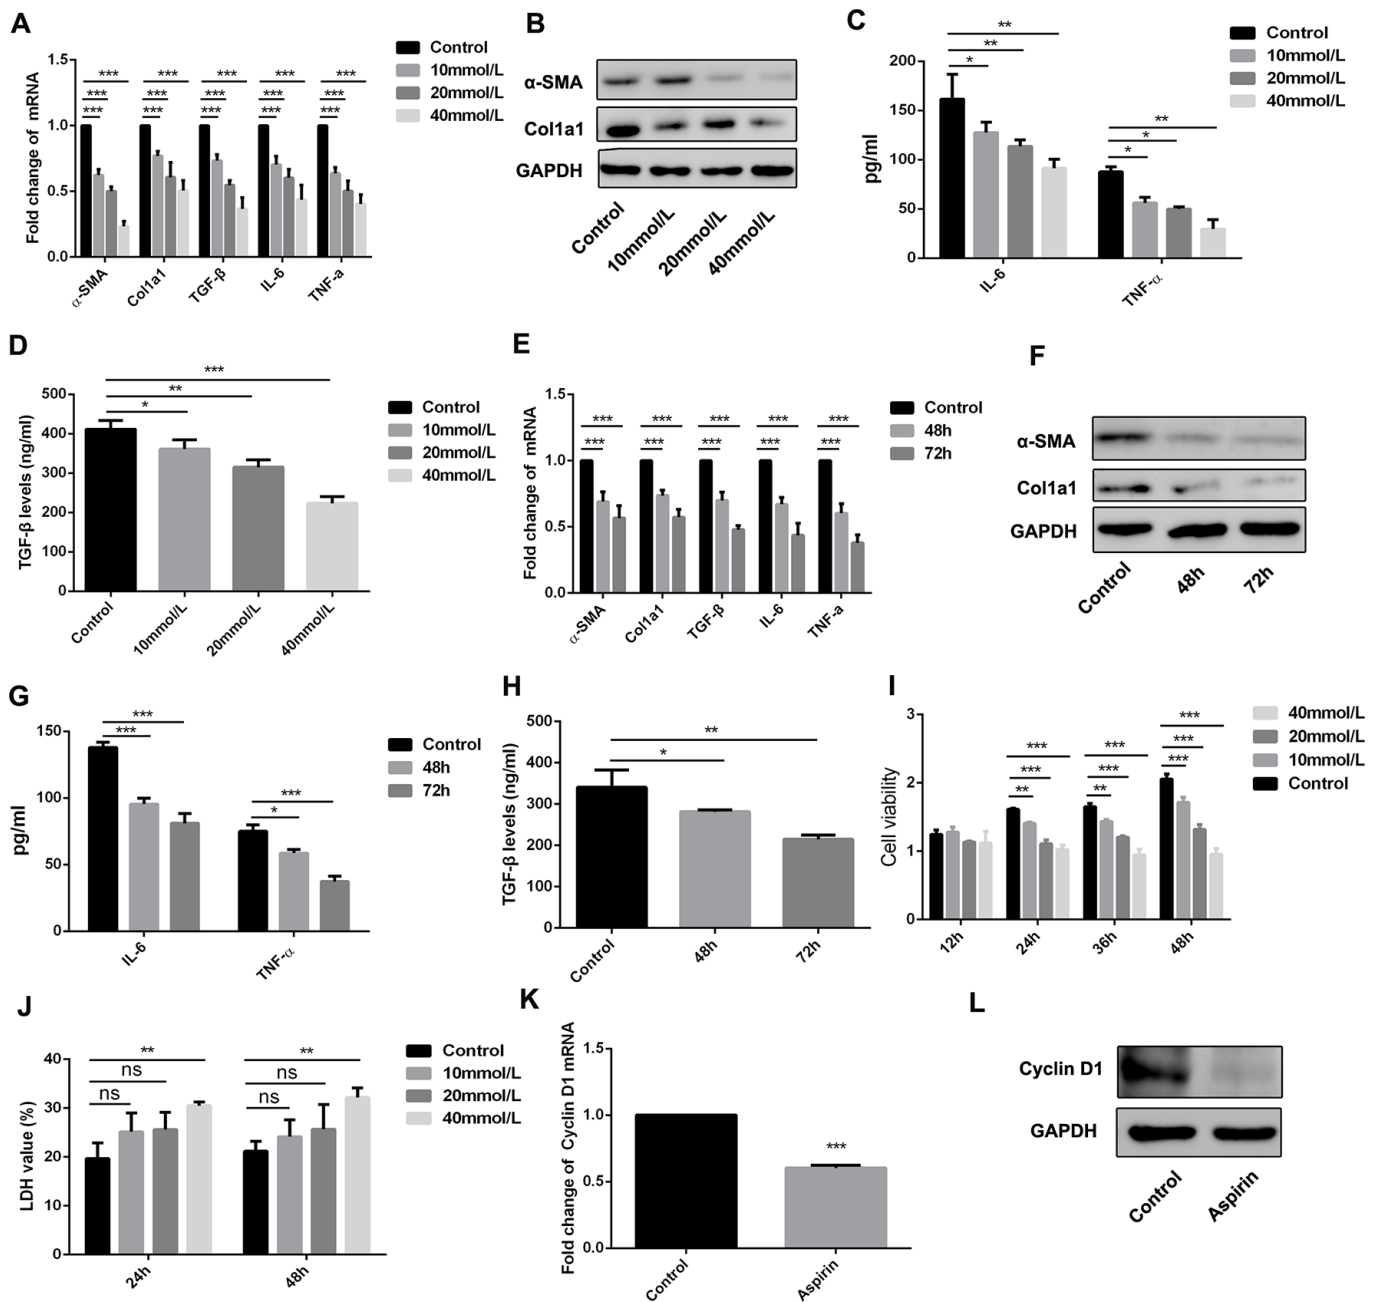 A
Fold change of mRNA
1.5
1.0
0.5
0.0
*** *** *** *** ***
*** *** *** *** ***
*** *** *** *** ***
α-SMA Col1a1 TGF-β IL-6 TNF-a
Control
10mmol/L
20mmol/L
40mmol/L
B
α-SMA
Col1a1
GAPDH
Control 10mmol/L 20mmol/L 40mmol/L
C
pg/ml
200
150
100
50
0
**
**
*
**
*
*
IL-6 TNF-α
Control
10mmol/L
20mmol/L
40mmol/L
D
TGF-β levels (ng/ml)
500
400
300
200
100
0
***
**
*
Control 10mmol/L 20mmol/L 40mmol/L
Control
10mmol/L
20mmol/L
40mmol/L
E
Fold change of mRNA
1.5
1.0
0.5
0.0
*** *** *** *** ***
*** *** *** *** ***
α-SMA Col1a1 TGF-β IL-6 TNF-a
Control
48h
72h
F
α-SMA
Col1a1
GAPDH
Control 48h 72h
G
pg/ml
150
100
50
0
***
***
***
*
IL-6 TNF-α
Control
48h
72h
H
TGF-β levels (ng/ml)
500
400
300
200
100
0
**
*
Control 48h 72h
I
Cell viability
3
2
1
0
*** *** ***
*** *** ***
** ** ***
12h 24h 36h 48h
40mmol/L
20mmol/L
10mmol/L
Control
J
LDH value (%)
40
30
20
10
0
** **
ns ns
ns ns
24h 48h
Control
10mmol/L
20mmol/L
40mmol/L
K
Fold change of Cyclin D1 mRNA
1.5
1.0
0.5
0.0
***
Control Aspirin
L
Cyclin D1
GAPDH
Control Aspirin